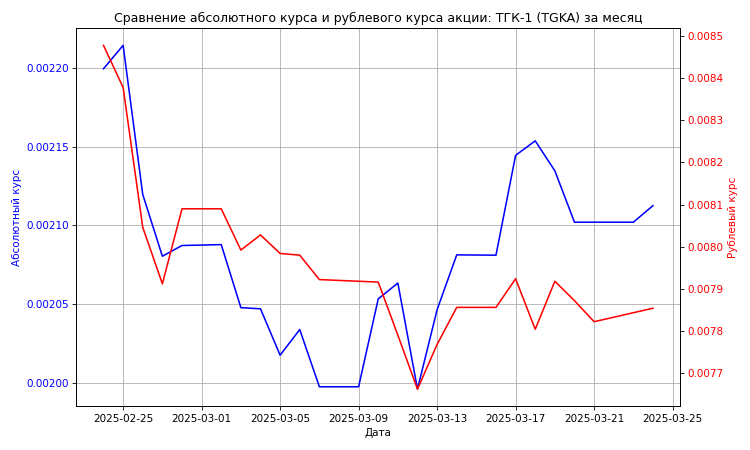 Сравнение абсолютного курса и рублевого курса акции: ТГК-1 (TGKA) за месяц
Абсолютный курс
0.00220
0.00215
0.00210
0.00205
0.00200
0.0085
0.0084
0.0083
0.0082
0.0081
0.0080
0.0079
0.0078
0.0077
Рублевый курс
2025-02-25 2025-03-01 2025-03-05 2025-03-09 2025-03-13 2025-03-17 2025-03-21 2025-03-25
Дата